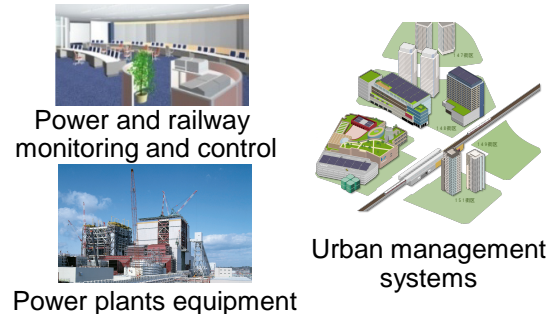 Power and railway
monitoring and control
Power plants equipment
Urban management
systems